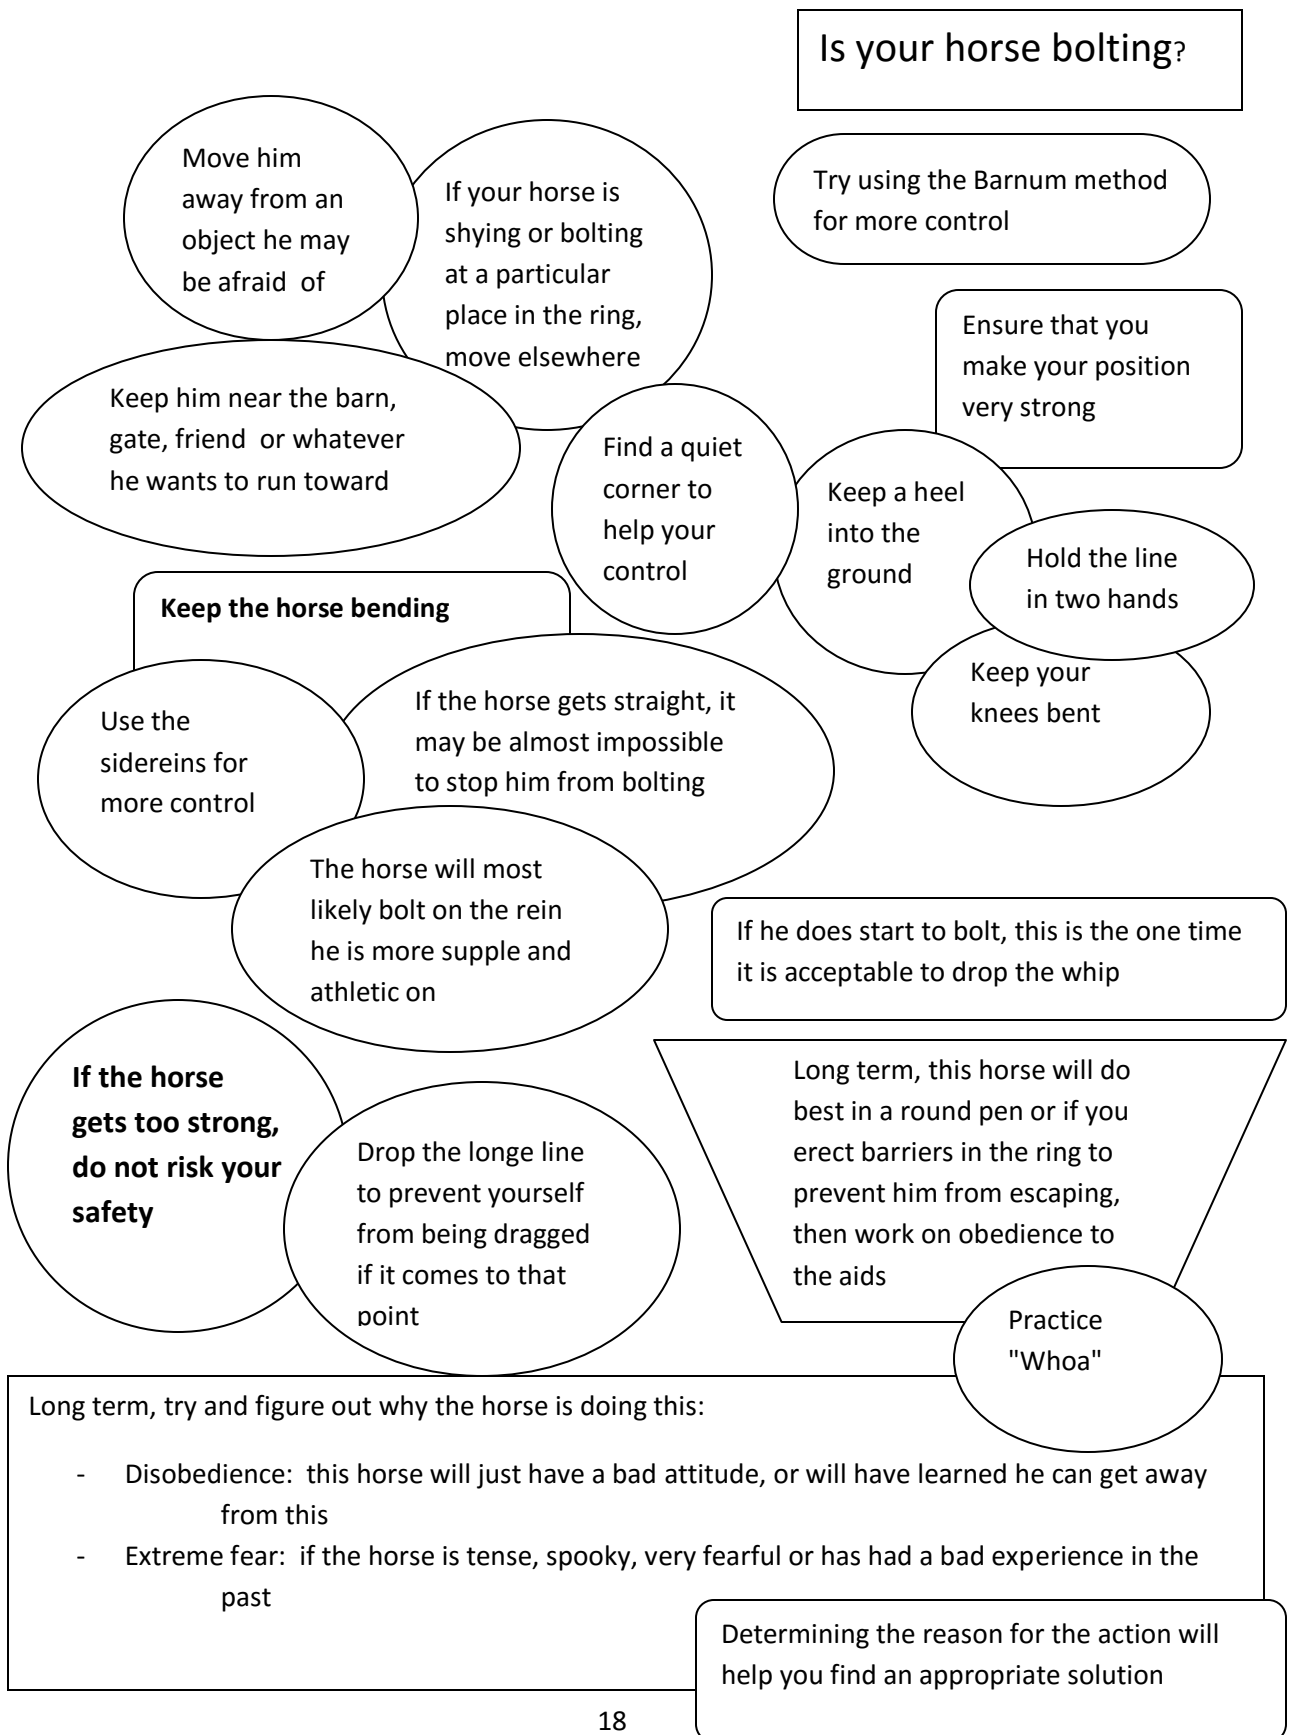 Is your horse bolting?
Move him
away from an
object he may
be afraid of
If your horse is
shying or bolting
at a particular
place in the ring,
move elsewhere
Try using the Barnum method
for more control
Ensure that you
make your position
very strong
Keep him near the barn,
gate, friend or whatever
he wants to run toward
Find a quiet
corner to
help your
control
Keep a heel
into the
ground
Hold the line
in two hands
Keep your
knees bent
Keep the horse bending
Use the
sidereins for
more control
If the horse gets straight, it
may be almost impossible
to stop him from bolting
The horse will most
likely bolt on the rein
he is more supple and
athletic on
If he does start to bolt, this is the one time
it is acceptable to drop the whip
If the horse
gets too strong,
do not risk your
safety
Drop the longe line
to prevent yourself
from being dragged
if it comes to that
point
Long term, this horse will do
best in a round pen or if you
erect barriers in the ring to
prevent him from escaping,
then work on obedience to
the aids
Practice
"Whoa"
Long term, try and figure out why the horse is doing this:
- Disobedience: this horse will just have a bad attitude, or will have learned he can get away
from this
- Extreme fear: if the horse is tense, spooky, very fearful or has had a bad experience in the
past
Determining the reason for the action will
help you find an appropriate solution
18